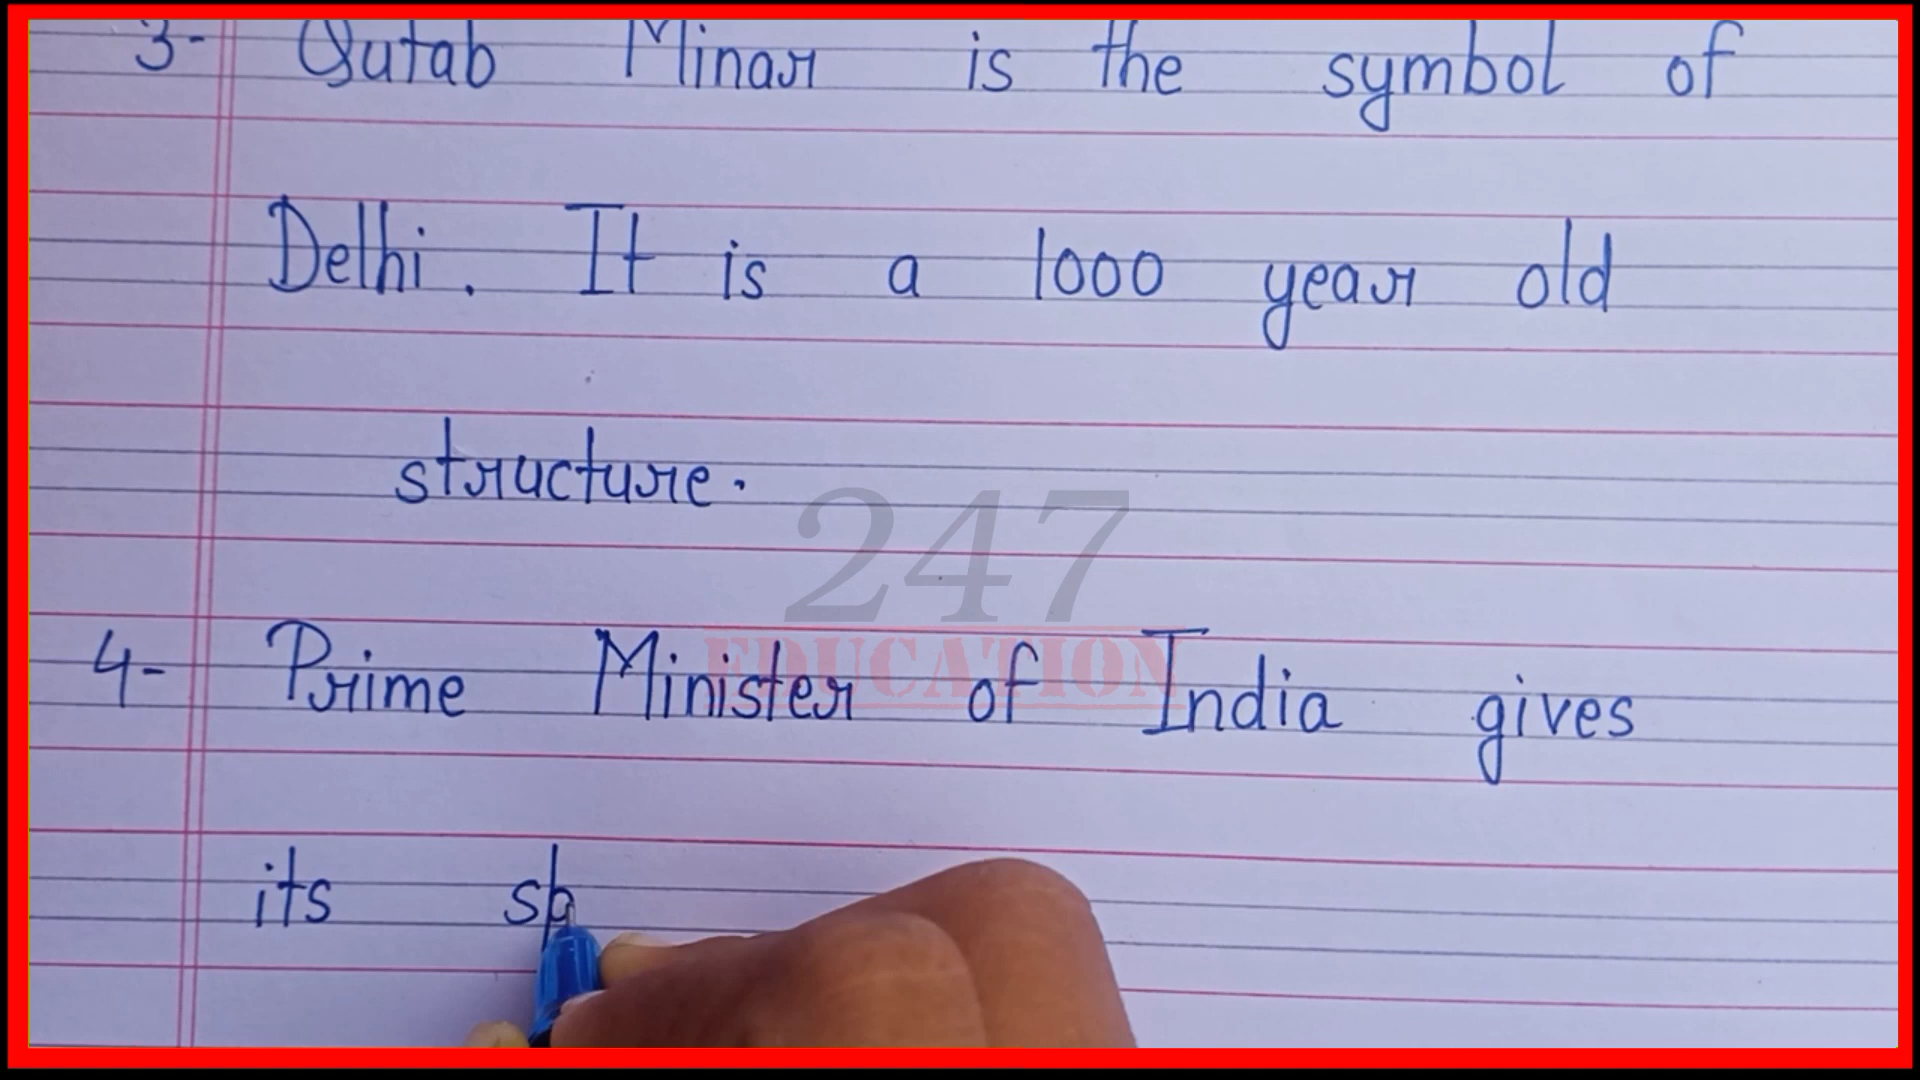 3- Qutab Minar is the symbol of
Delhi. It is a 1000 year old
structure.
247
EDUCATION
4- Prime Minister of India gives
its